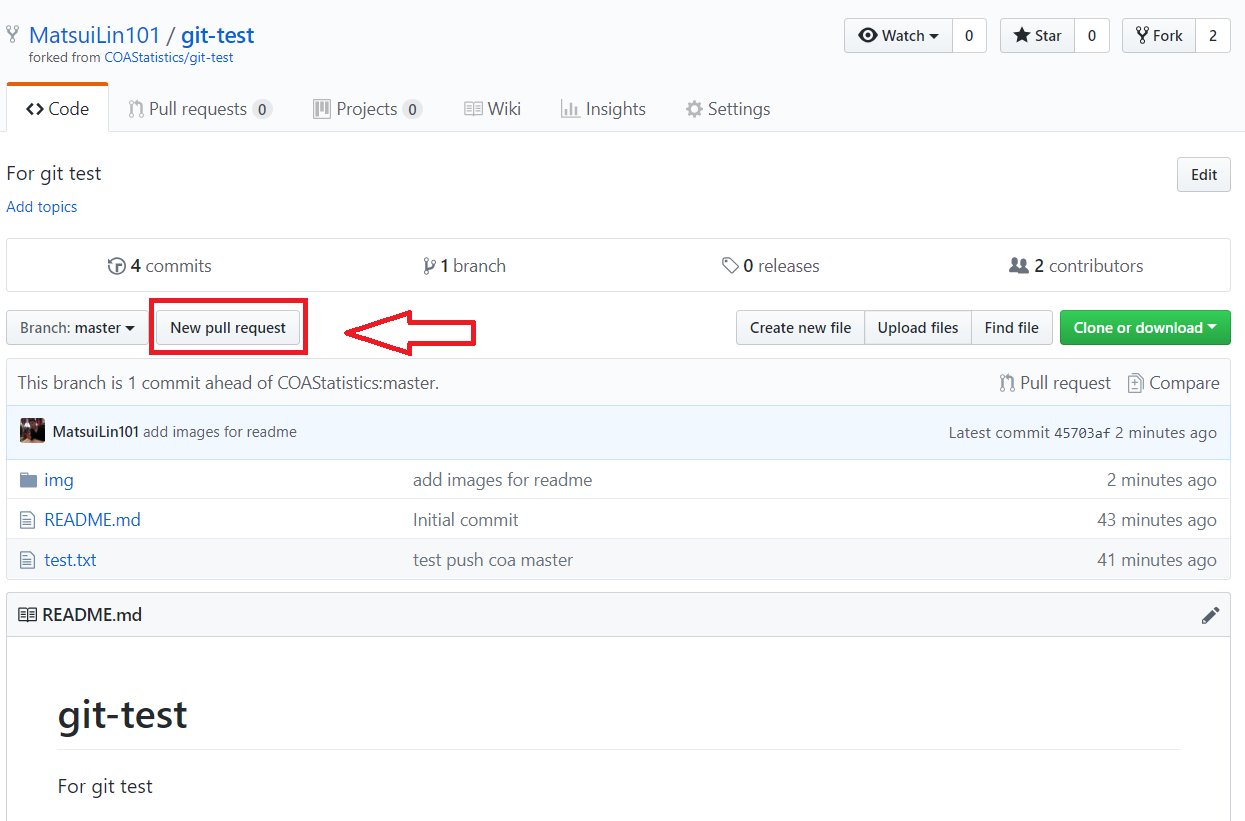 MatsuiLin101 / git-test
Watch 0 Star 0 Fork 2
forked from COAStatistics/git-test
Code Pull requests 0 Projects 0 Wiki Insights Settings
For git test
Edit
Add topics
4 commits 1 branch 0 releases 2 contributors
Branch: master New pull request Create new file Upload files Find file Clone or download
This branch is 1 commit ahead of COAStatistics:master. Pull request Compare
MatsuiLin101 add images for readme Latest commit 45703af 2 minutes ago
img add images for readme 2 minutes ago
README.md Initial commit 43 minutes ago
test.txt test push coa master 41 minutes ago
README.md
git-test
For git test